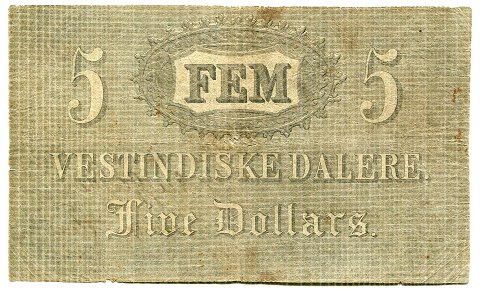 5 FEM 5
VESTINDISKE DALERE.
Five Dollars.